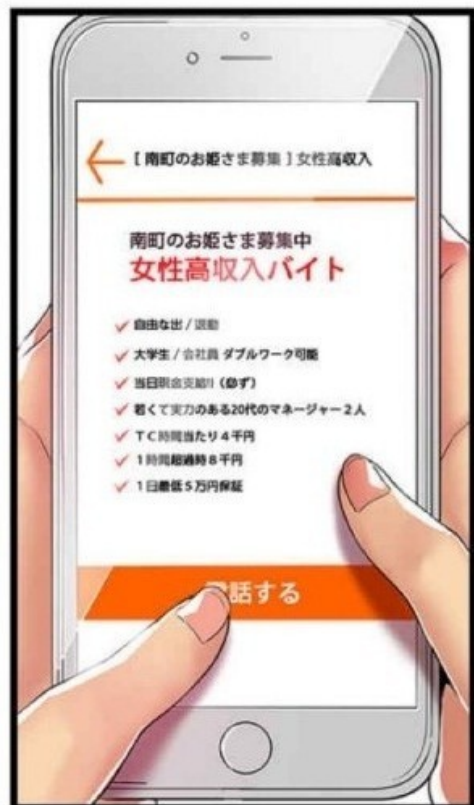 [ 南町のお姫さま募集 ] 女性高収入
南町のお姫さま募集中
女性高収入バイト
自由な出 / 退勤
大学生 / 会社員 ダブルワーク可能
当日現金支給!! (必ず)
若くて実力のある20代のマネージャー2人
TC時間当たり4千円
1時間超過時8千円
1日最低5万円保証
話する